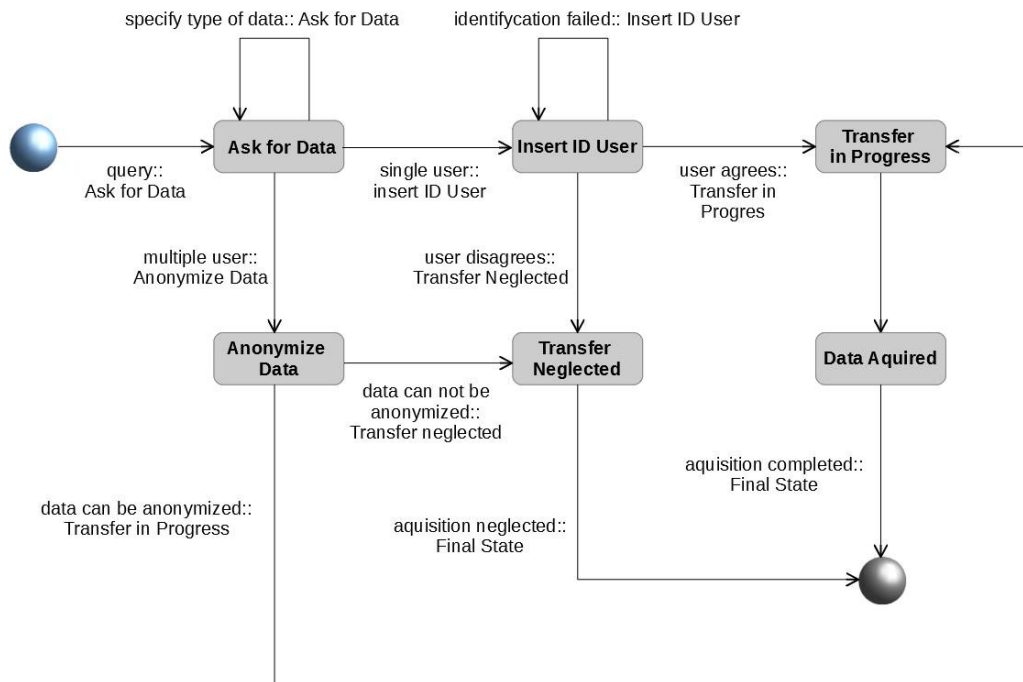 specify type of data:: Ask for Data
identifycation failed:: Insert ID User
Ask for Data
Insert ID User
Transfer
in Progress
query::
Ask for Data
single user::
insert ID User
user agrees::
Transfer in
Progres
multiple user::
Anonymize Data
user disagrees::
Transfer Neglected
Anonymize
Data
Transfer
Neglected
Data Aquired
data can not be
anonymized::
Transfer neglected
aquisition completed::
Final State
data can be anonymized::
Transfer in Progress
aquisition neglected::
Final State